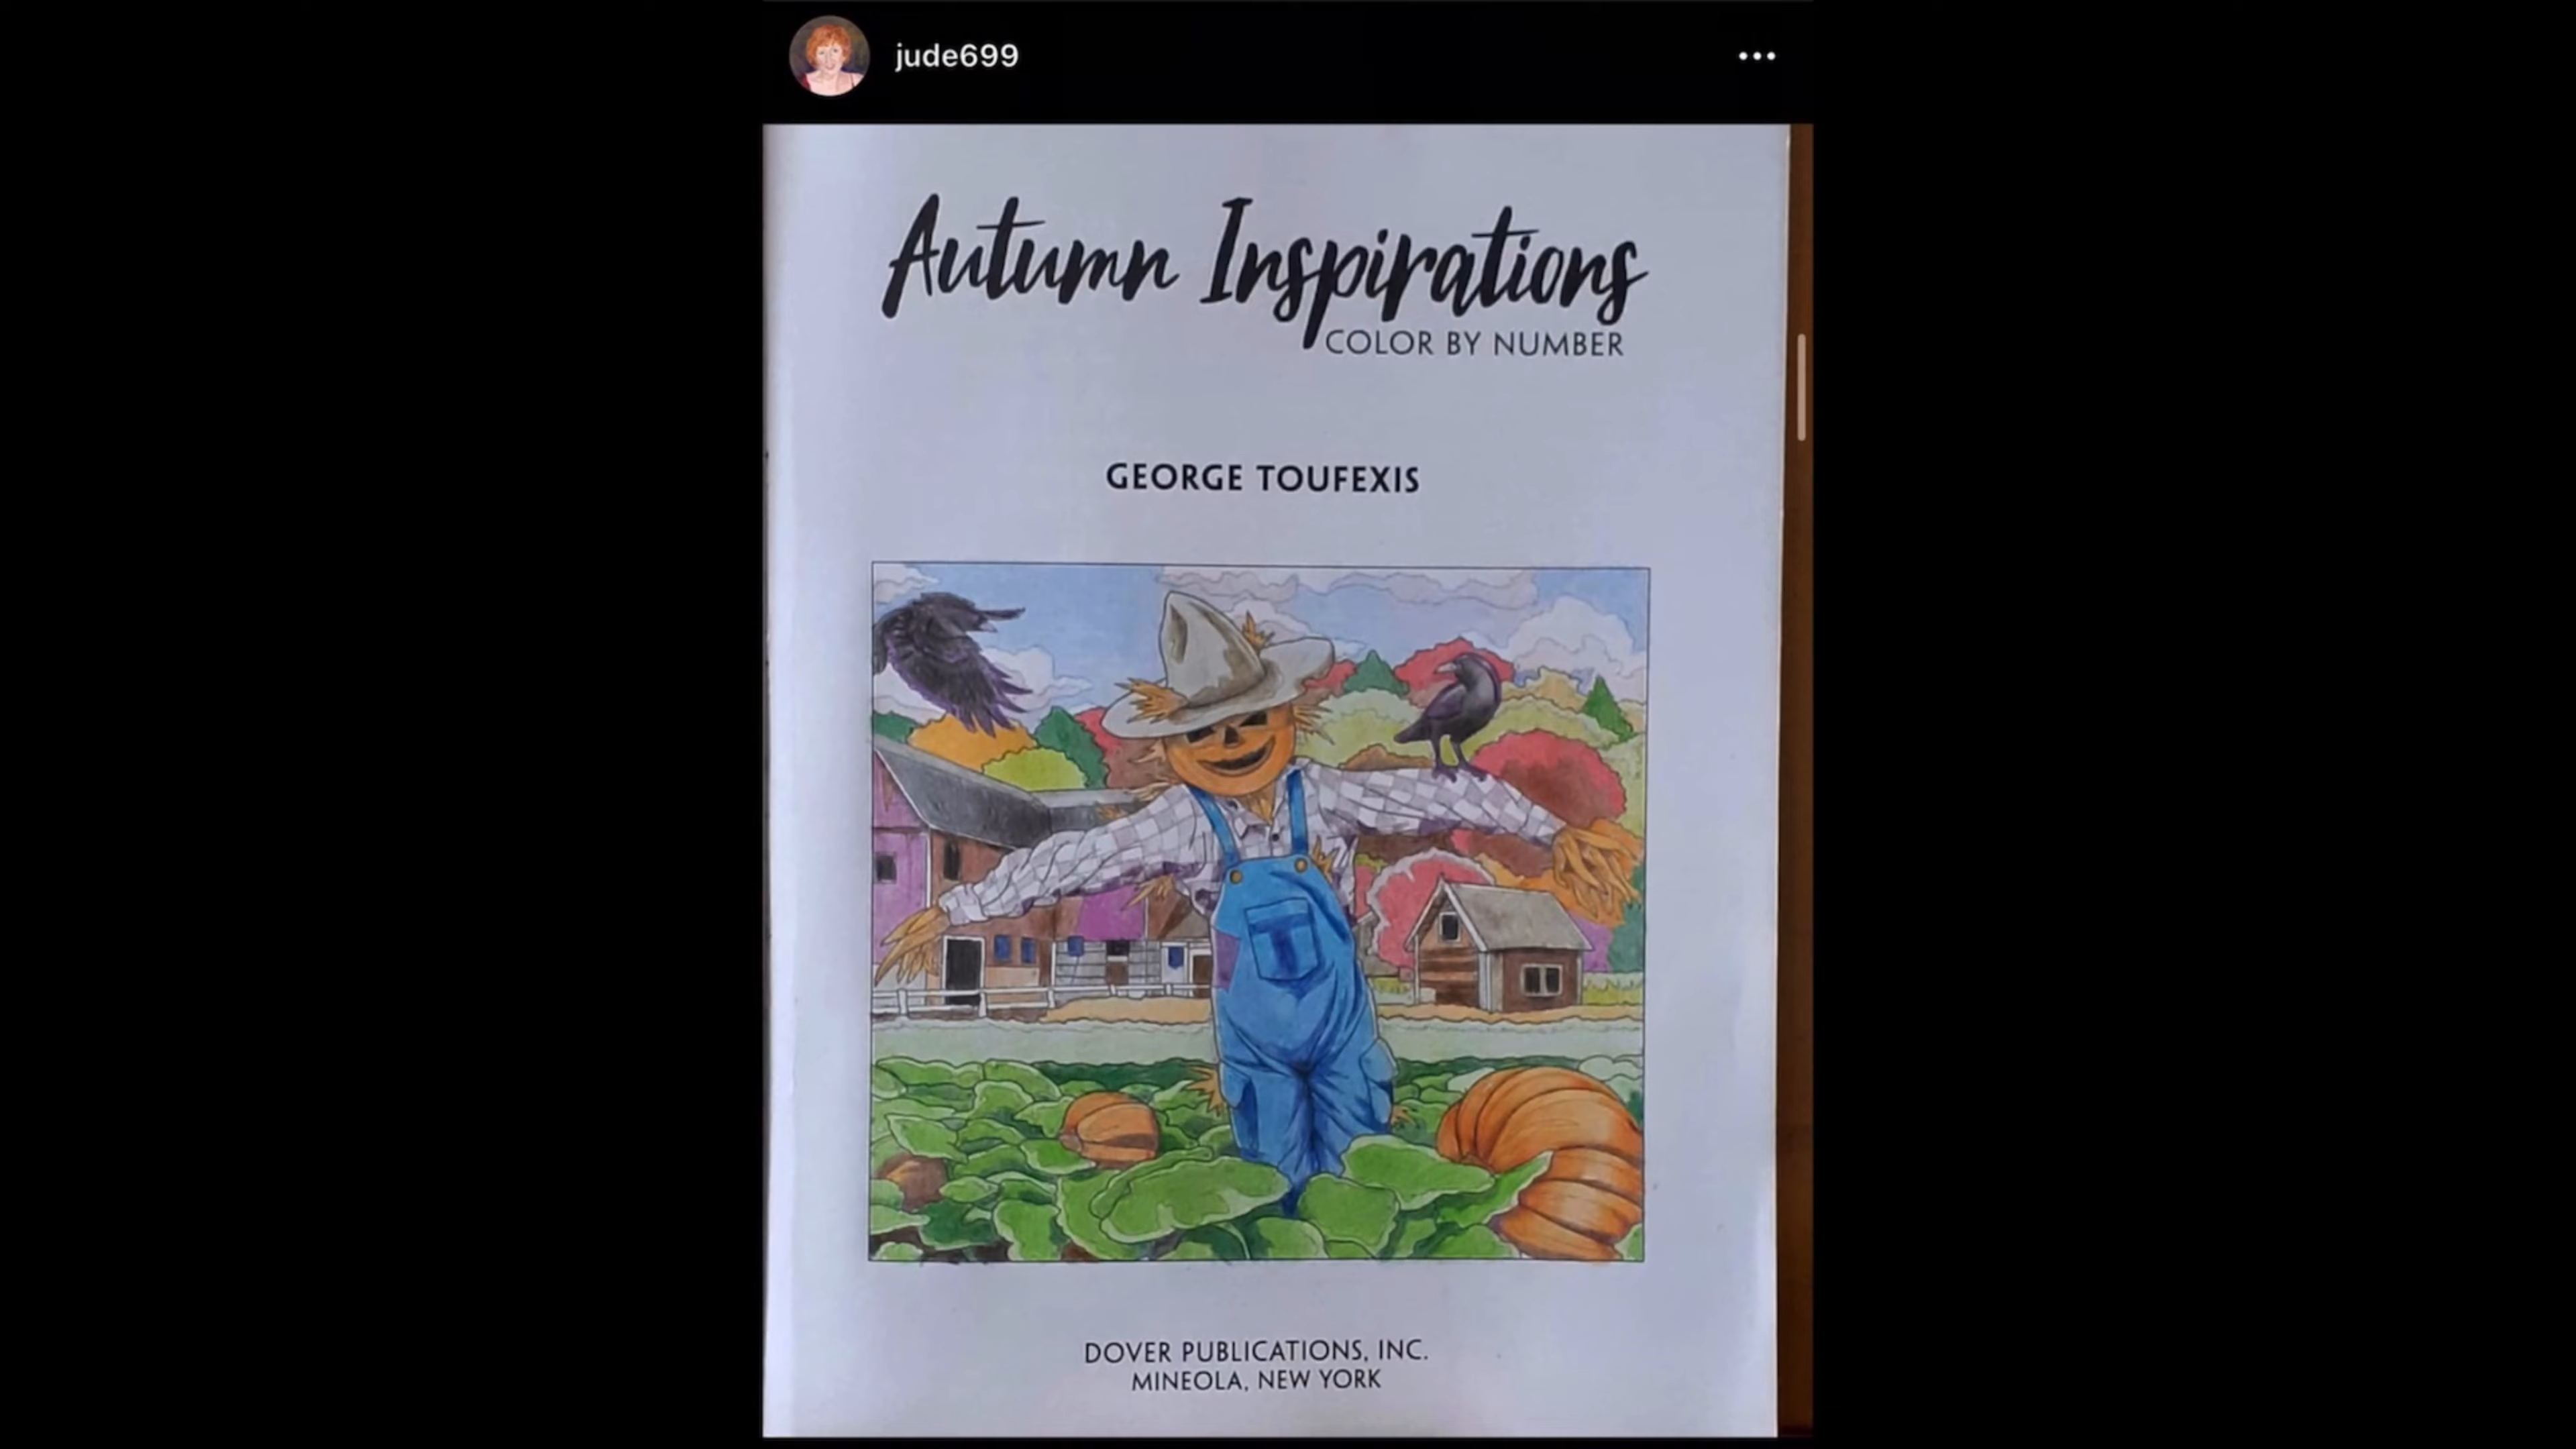 jude699
Autumn Inspirations
COLOR BY NUMBER
GEORGE TOUFEXIS
DOVER PUBLICATIONS, INC.
MINEOLA, NEW YORK